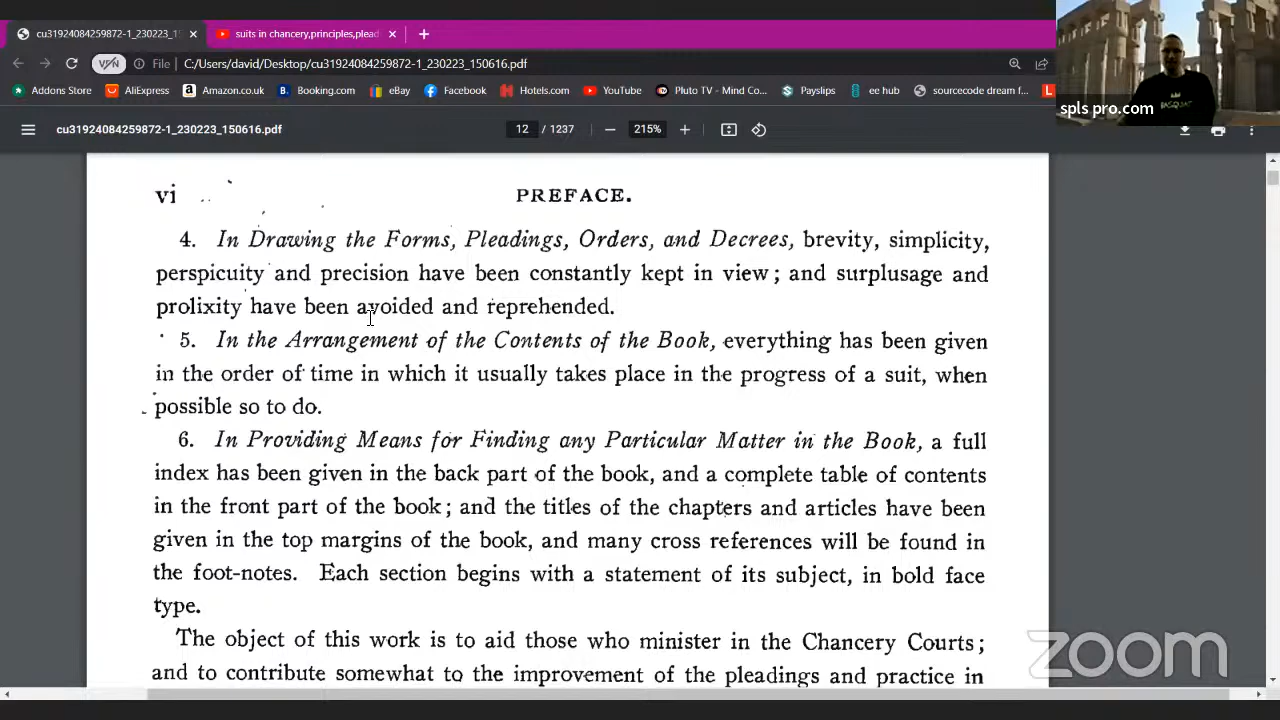 cu31924084259872-1_230223_1
suits in chancery,principles,plead
VPN
File
C:/Users/david/Desktop/cu31924084259872-1_230223_150616.pdf
Addons Store
AliExpress
Amazon.co.uk
Booking.com
eBay
Facebook
Hotels.com
YouTube
Pluto TV - Mind Co...
Payslips
ee hub
sourcecode dream f...
spls pro.com
cu31924084259872-1_230223_150616.pdf
12 / 1237
215%
vi
PREFACE.
4. In Drawing the Forms, Pleadings, Orders, and Decrees, brevity, simplicity,
perspicuity and precision have been constantly kept in view; and surplusage and
prolixity have been avoided and reprehended.
5. In the Arrangement of the Contents of the Book, everything has been given
in the order of time in which it usually takes place in the progress of a suit, when
possible so to do.
6. In Providing Means for Finding any Particular Matter in the Book, a full
index has been given in the back part of the book, and a complete table of contents
in the front part of the book; and the titles of the chapters and articles have been
given in the top margins of the book, and many cross references will be found in
the foot-notes. Each section begins with a statement of its subject, in bold face
type.
The object of this work is to aid those who minister in the Chancery Courts;
and to contribute somewhat to the improvement of the pleadings and practice in
zoom